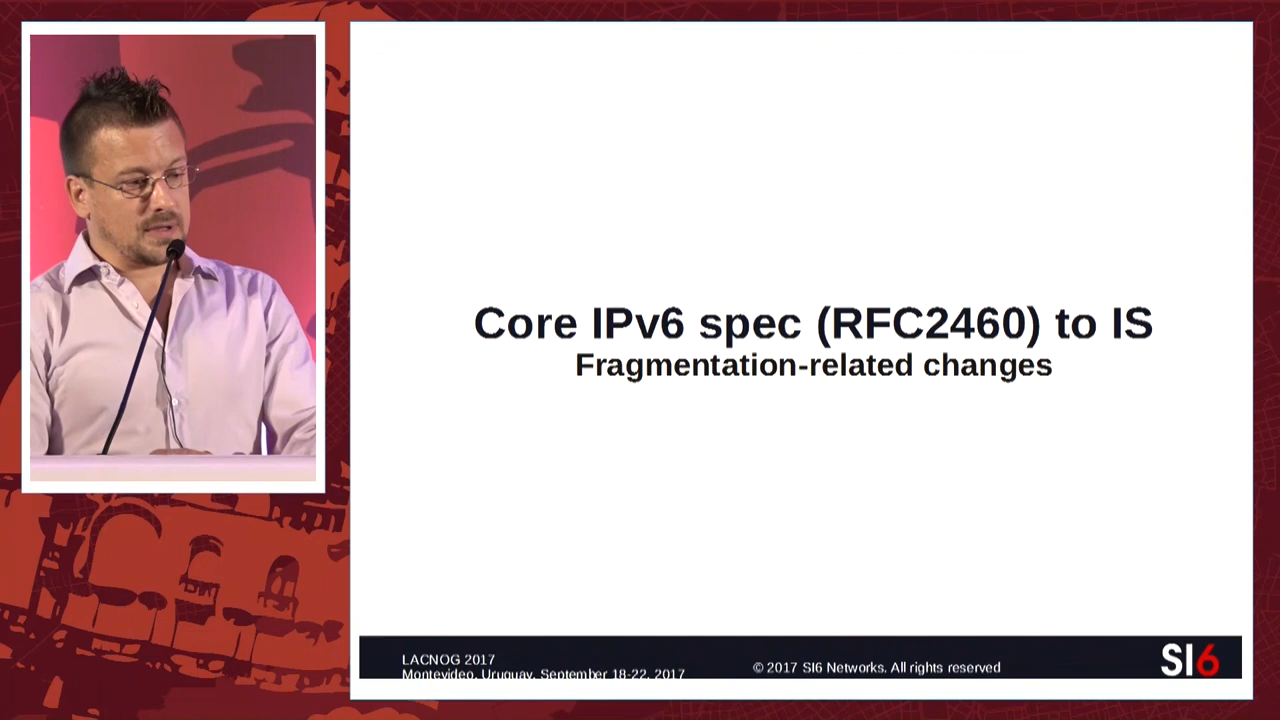 Core IPv6 spec (RFC2460) to IS
Fragmentation-related changes
LACNOG 2017
Montevideo, Uruguay, September 18-22, 2017
© 2017 SI6 Networks. All rights reserved
SI6